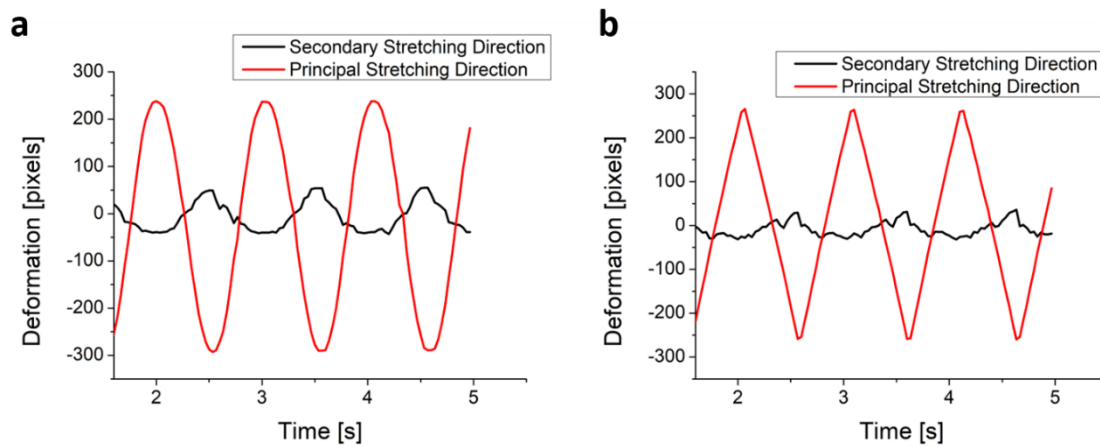 a
Secondary Stretching Direction
Principal Stretching Direction
300
200
100
0
-100
-200
-300
Deformation [pixels]
2 3 4 5
Time [s]
b
Secondary Stretching Direction
Principal Stretching Direction
300
200
100
0
-100
-200
-300
Deformation [pixels]
2 3 4 5
Time [s]